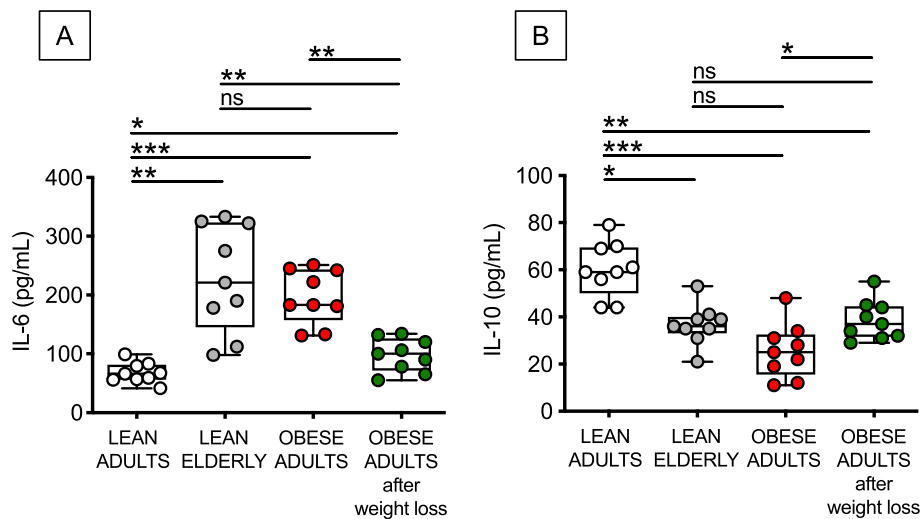 A
**
**
ns
*
***
**
400
300
200
100
0
IL-6 (pg/mL)
LEAN
ADULTS
LEAN
ELDERLY
OBESE
ADULTS
OBESE
ADULTS
after
weight loss
B
*
ns
ns
**
***
*
100
80
60
40
20
0
IL-10 (pg/mL)
LEAN
ADULTS
LEAN
ELDERLY
OBESE
ADULTS
OBESE
ADULTS
after
weight loss